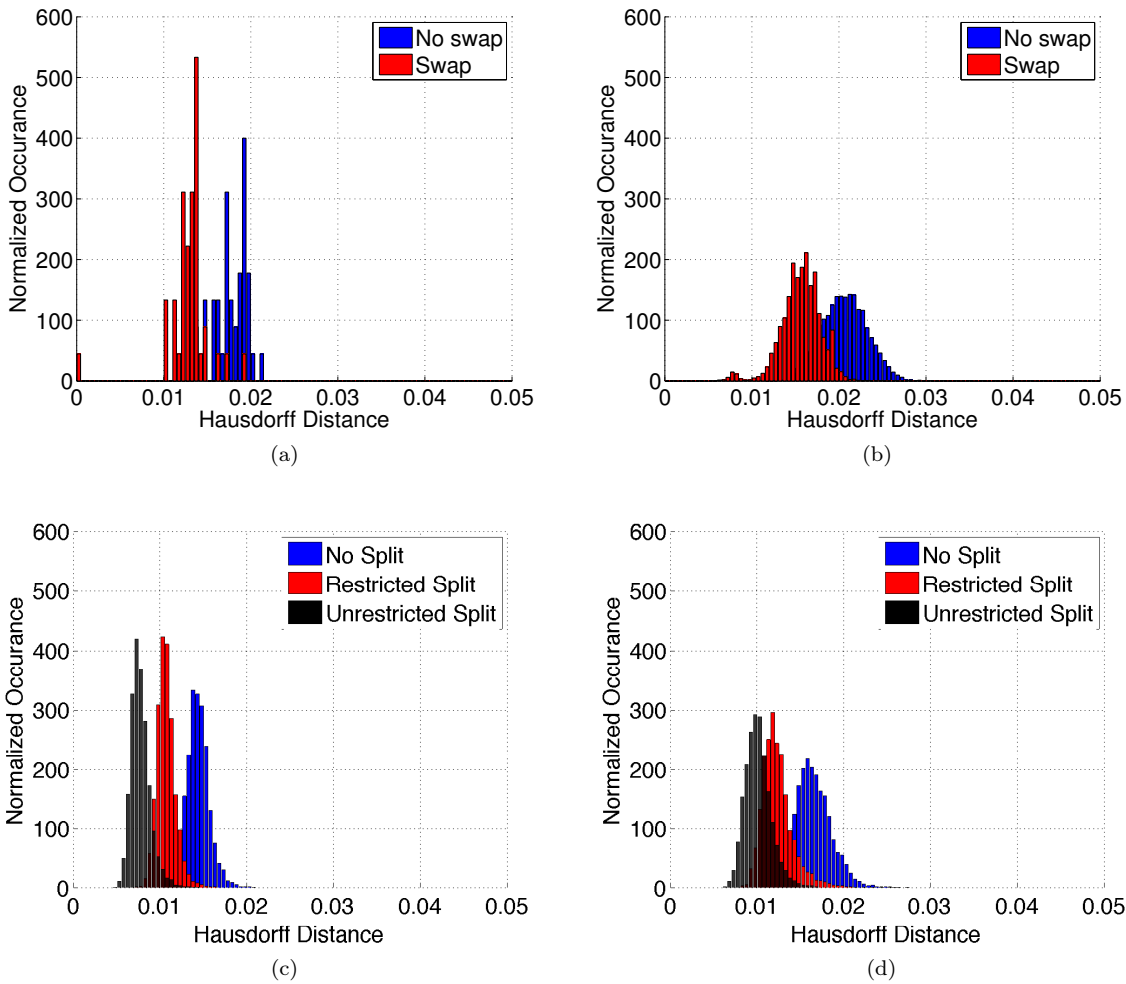 600
500
400
300
200
100
0
Normalized Occurance
No swap
Swap
0 0.01 0.02 0.03 0.04 0.05
Hausdorff Distance
(a)
600
500
400
300
200
100
0
Normalized Occurance
No swap
Swap
0 0.01 0.02 0.03 0.04 0.05
Hausdorff Distance
(b)
600
500
400
300
200
100
0
Normalized Occurance
No Split
Restricted Split
Unrestricted Split
0 0.01 0.02 0.03 0.04 0.05
Hausdorff Distance
(c)
600
500
400
300
200
100
0
Normalized Occurance
No Split
Restricted Split
Unrestricted Split
0 0.01 0.02 0.03 0.04 0.05
Hausdorff Distance
(d)